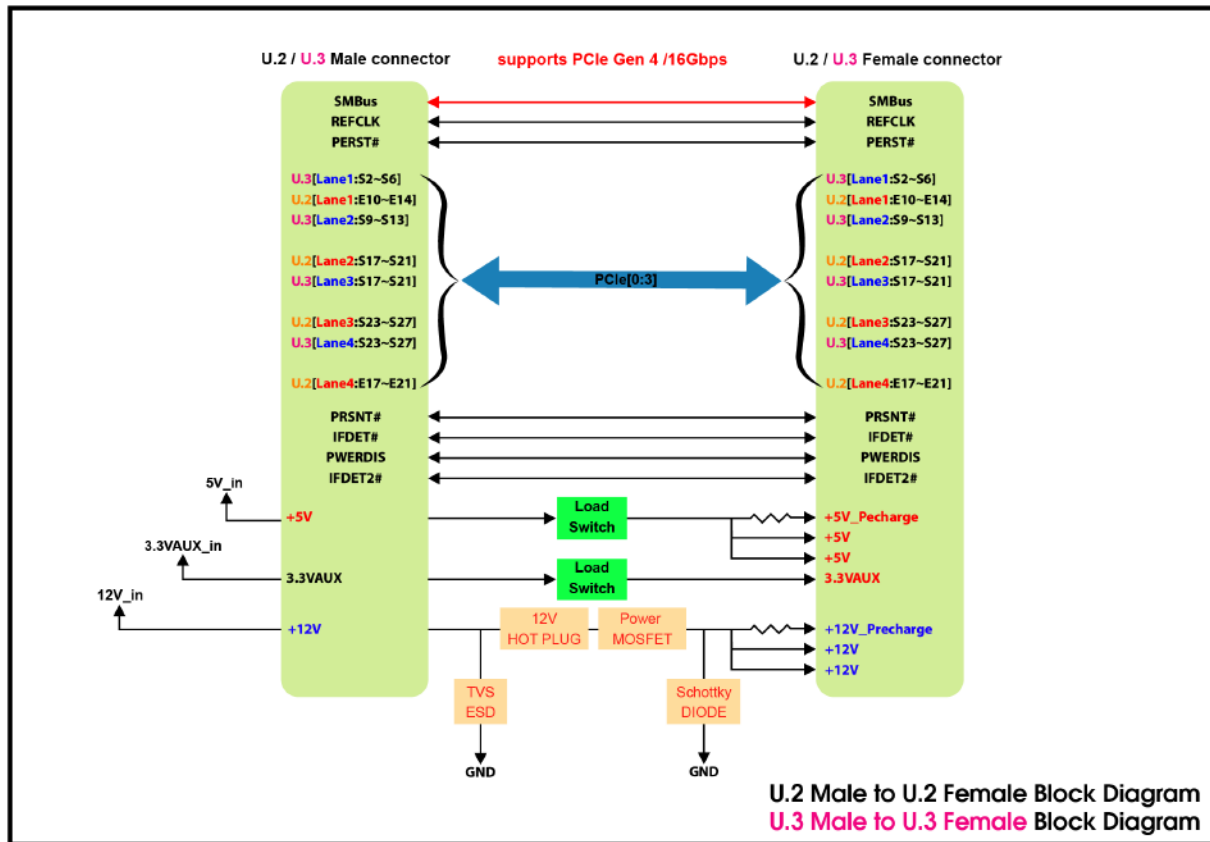 U.2 / U.3 Male connector
supports PCIe Gen 4 /16Gbps
U.2 / U.3 Female connector
SMBus
REFCLK
PERST#
U.3[Lane1:S2~S6]
U.2[Lane1:E10~E14]
U.3[Lane2:S9~S13]
U.2[Lane2:S17~S21]
U.3[Lane3:S17~S21]
U.2[Lane3:S23~S27]
U.3[Lane4:S23~S27]
U.2[Lane4:E17~E21]
PRSNT#
IFDET#
PWERDIS
IFDET2#
+5V
3.3VAUX
+12V
5V_in
3.3VAUX_in
12V_in
PCIe[0:3]
Load
Switch
Load
Switch
12V
HOT PLUG
Power
MOSFET
TVS
ESD
Schottky
DIODE
GND
GND
SMBus
REFCLK
PERST#
U.3[Lane1:S2~S6]
U.2[Lane1:E10~E14]
U.3[Lane2:S9~S13]
U.2[Lane2:S17~S21]
U.3[Lane3:S17~S21]
U.2[Lane3:S23~S27]
U.3[Lane4:S23~S27]
U.2[Lane4:E17~E21]
PRSNT#
IFDET#
PWERDIS
IFDET2#
+5V_Pecharge
+5V
+5V
3.3VAUX
+12V_Precharge
+12V
+12V
U.2 Male to U.2 Female Block Diagram
U.3 Male to U.3 Female Block Diagram